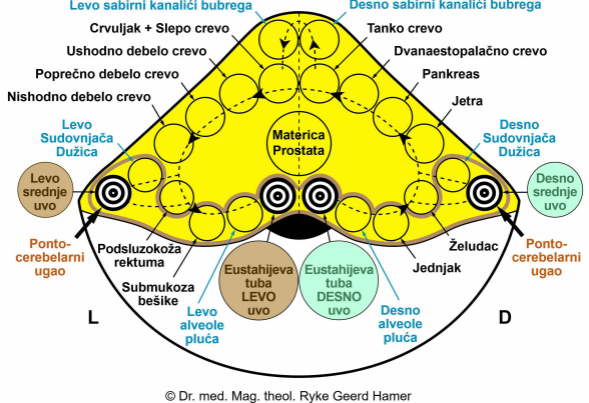 Levo sabirni kanalići bubrega
Desno sabirni kanalići bubrega
Crvuljak + Slepo crevo
Tanko crevo
Ushodno debelo crevo
Dvanaestopalačno crevo
Poprečno debelo crevo
Pankreas
Nishodno debelo crevo
Jetra
Levo
Sudovnjača
Dužica
Materica
Prostata
Desno
Sudovnjača
Dužica
Levo
srednje
uvo
Desno
srednje
uvo
Ponto-
cerebelarni
ugao
Podsluzokoža
rektuma
Submukoza
bešike
Levo
alveole
pluća
Eustahijeva
tuba
LEVO
uvo
Eustahijeva
tuba
DESNO
uvo
Desno
alveole
pluća
Jednjak
Želudac
Ponto-
cerebelarni
ugao
L
D
© Dr. med. Mag. theol. Ryke Geerd Hamer